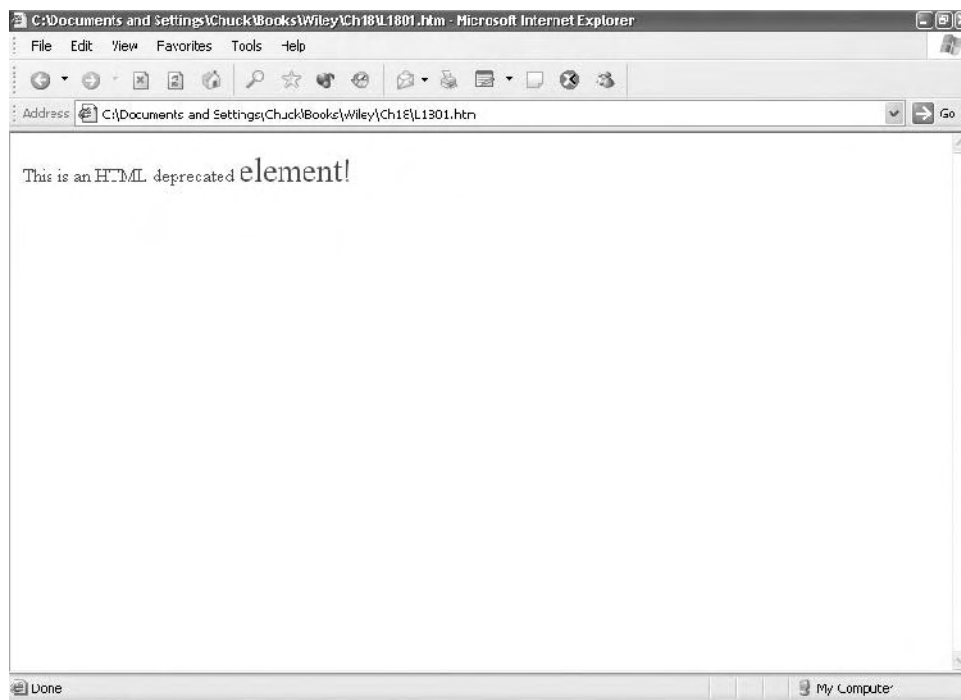 C:\Documents and Settings\Chuck\Books\Wiley\Ch18\L1801.htm - Microsoft Internet Explorer
File Edit View Favorites Tools Help
Address C:\Documents and Settings\Chuck\Books\Wiley\Ch18\L1801.htm Go
This is an HTML deprecated element!
Done My Computer